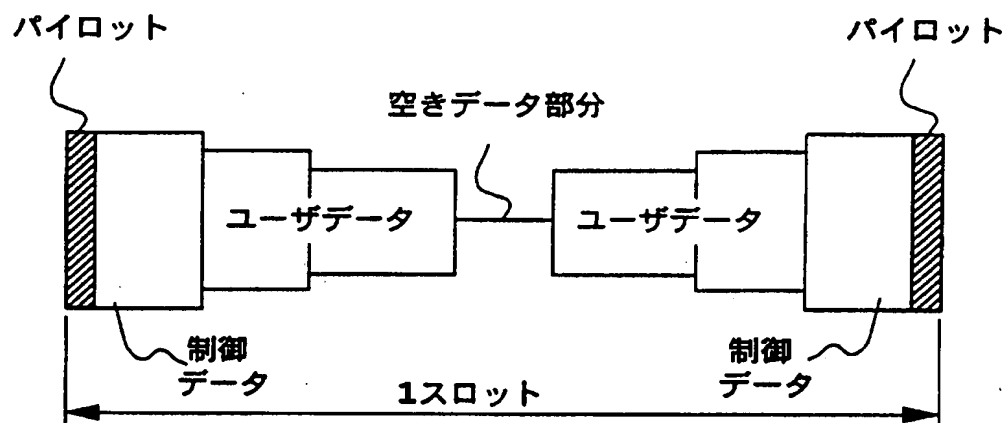 パイロット
パイロット
空きデータ部分
ユーザデータ
ユーザデータ
制御
データ
制御
データ
1スロット